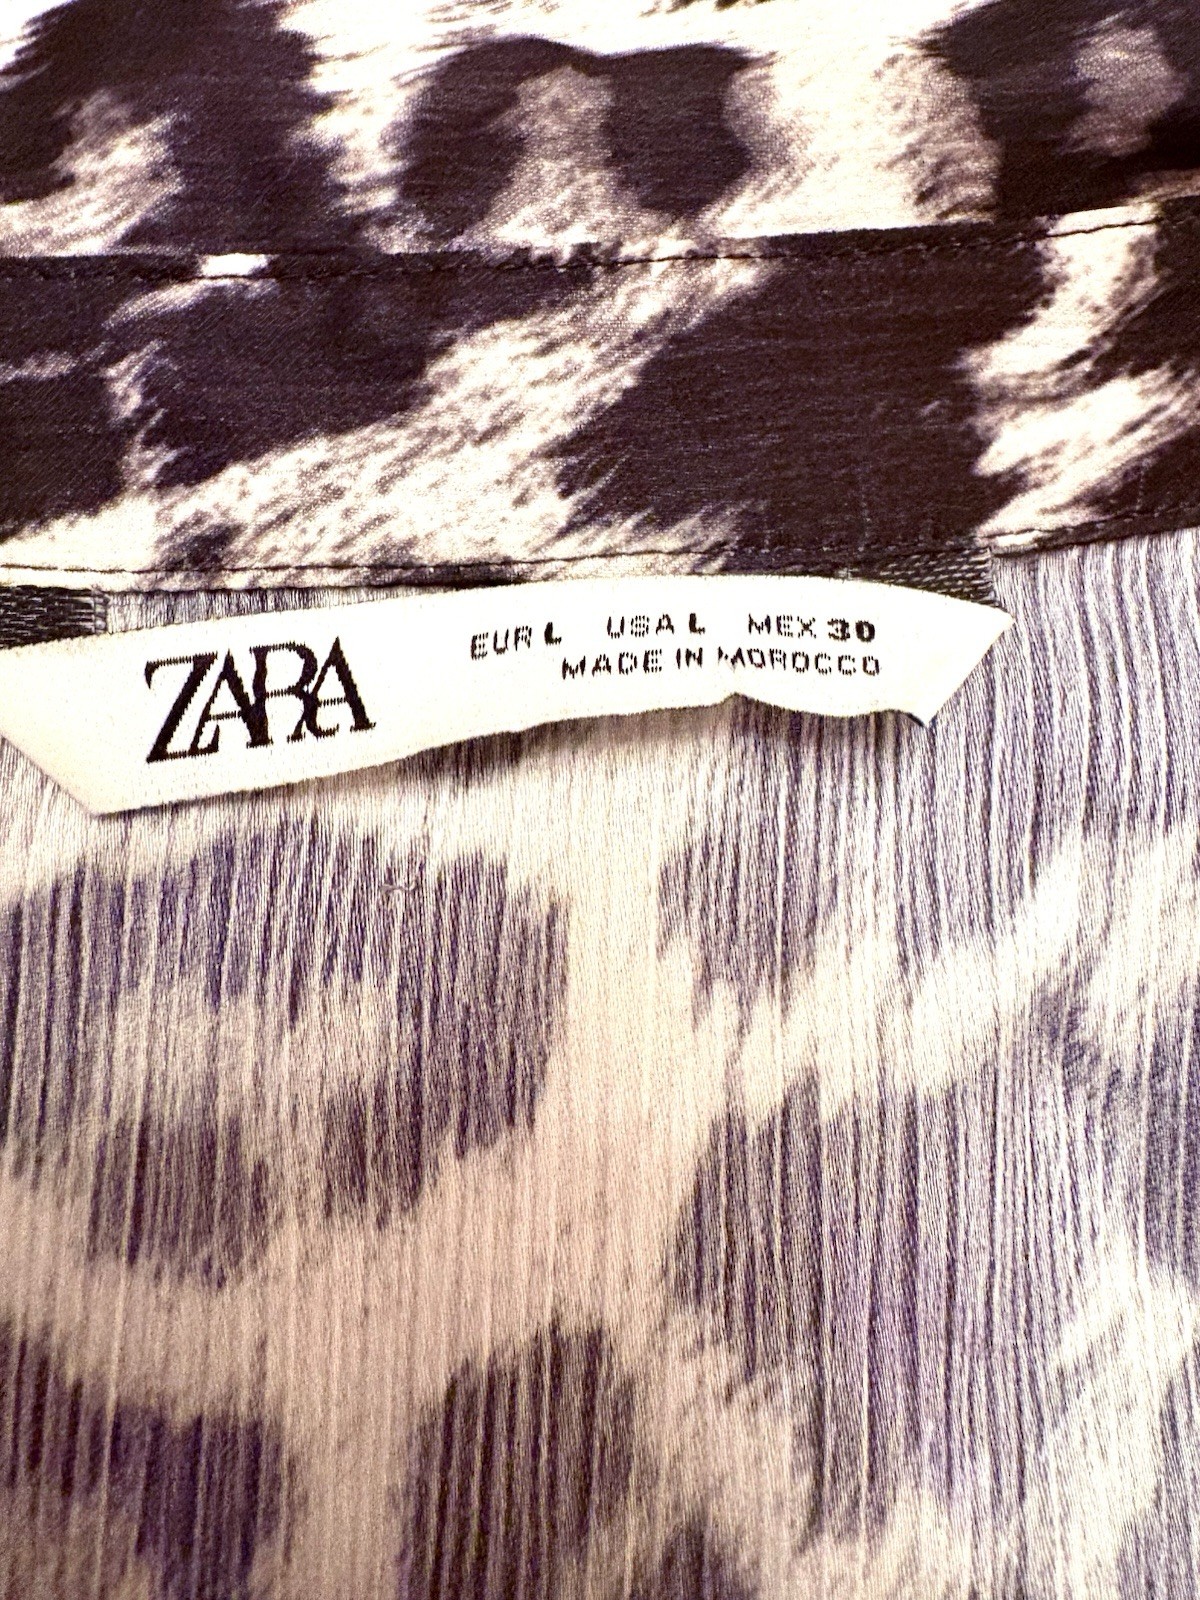 ZARA
EUR L USA L MEX 30
MADE IN MOROCCO